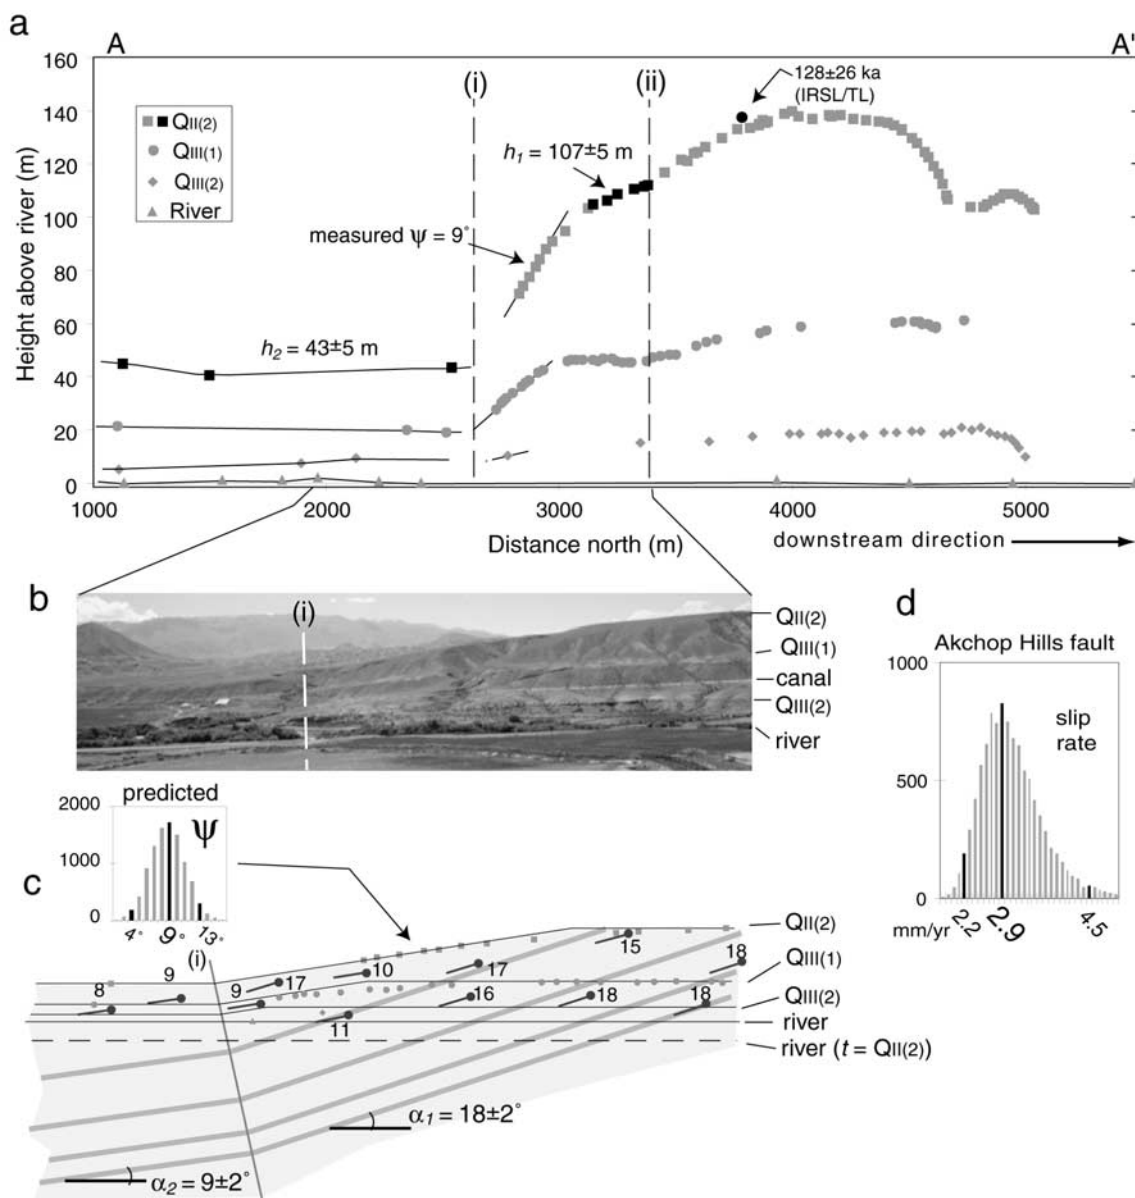 a
A
A'
160
140
120
100
80
60
40
20
0
Height above river (m)
QII(2)
QIII(1)
QIII(2)
River
(i)
(ii)
128±26 ka
(IRSL/TL)
h1 = 107±5 m
measured ψ = 9°
h2 = 43±5 m
1000
2000
3000
4000
5000
Distance north (m)
downstream direction
b
(i)
QII(2)
QIII(1)
canal
QIII(2)
river
d
Akchop Hills fault
1000
500
0
slip
rate
mm/yr
2.2
2.9
4.5
predicted
ψ
2000
1000
0
4°
9°
13°
c
(i)
8
9
9
17
10
17
15
18
11
16
18
18
QII(2)
QIII(1)
QIII(2)
river
river (t = QII(2))
α1 = 18±2°
α2 = 9±2°